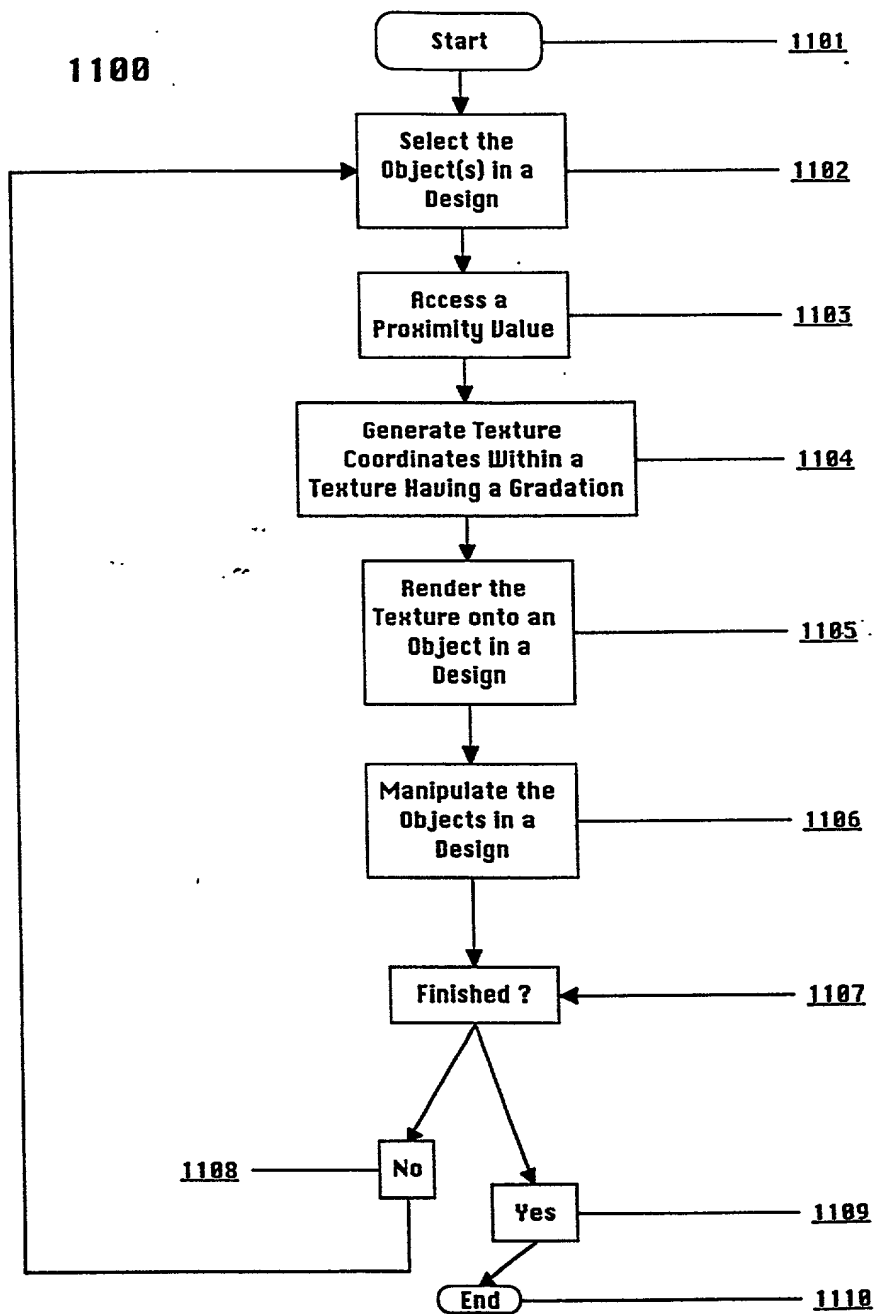 1100
Start
1101
Select the
Object(s) in a
Design
1102
Access a
Proximity Value
1103
Generate Texture
Coordinates Within a
Texture Having a Gradation
1104
Render the
Texture onto an
Object in a
Design
1105
Manipulate the
Objects in a
Design
1106
Finished ?
1107
1108
No
Yes
1109
End
1110